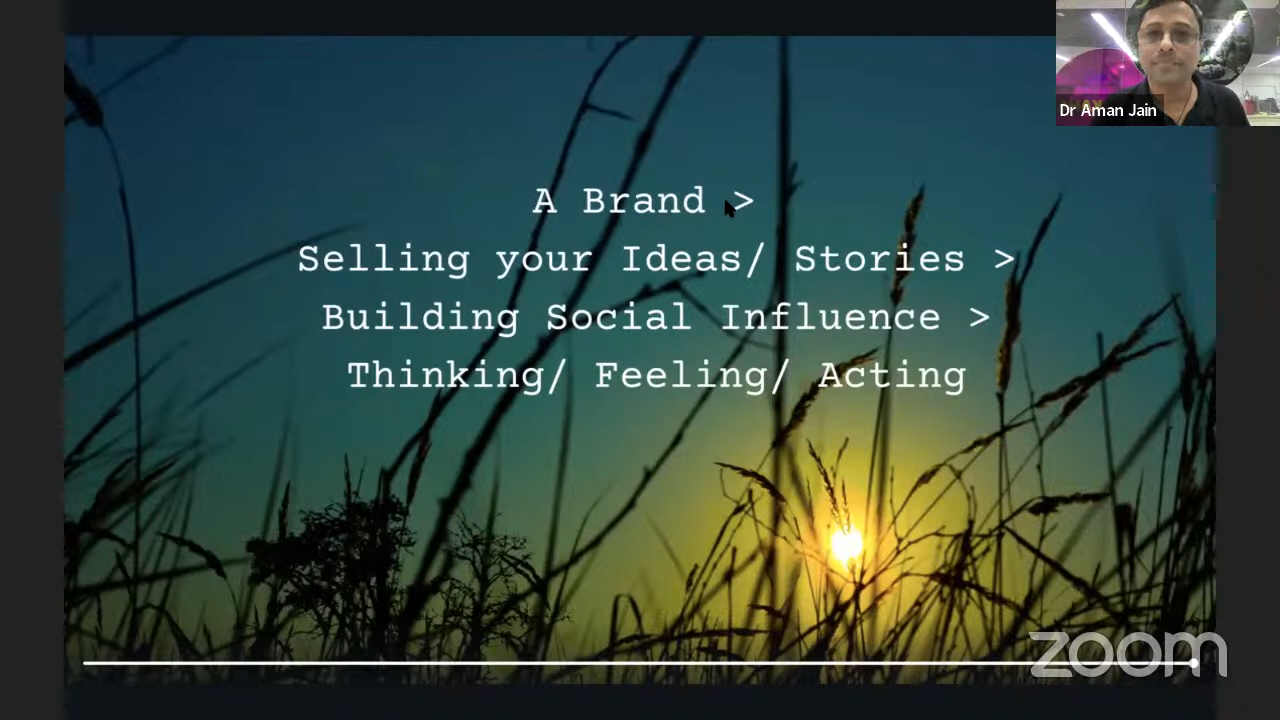 Dr Aman Jain
A Brand >
Selling your Ideas/ Stories >
Building Social Influence >
Thinking/ Feeling/ Acting
zoom